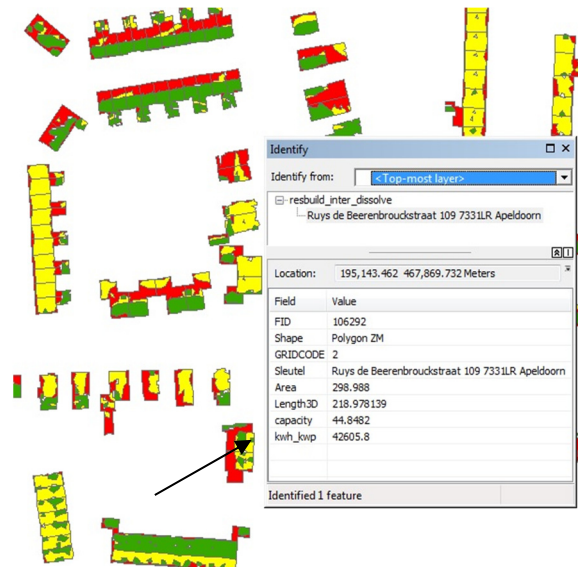 Identify
Identify from: <Top-most layer>
resbuild_inter_dissolve
Ruys de Beerenbrouckstraat 109 7331LR Apeldoorn
Location: 195,143.462 467,869.732 Meters
Field Value
FID 106292
Shape Polygon ZM
GRIDCODE 2
Sleutel Ruys de Beerenbrouckstraat 109 7331LR Apeldoorn
Area 298.988
Length3D 218.978139
capacity 44.8482
kwh_kwp 42605.8
Identified 1 feature